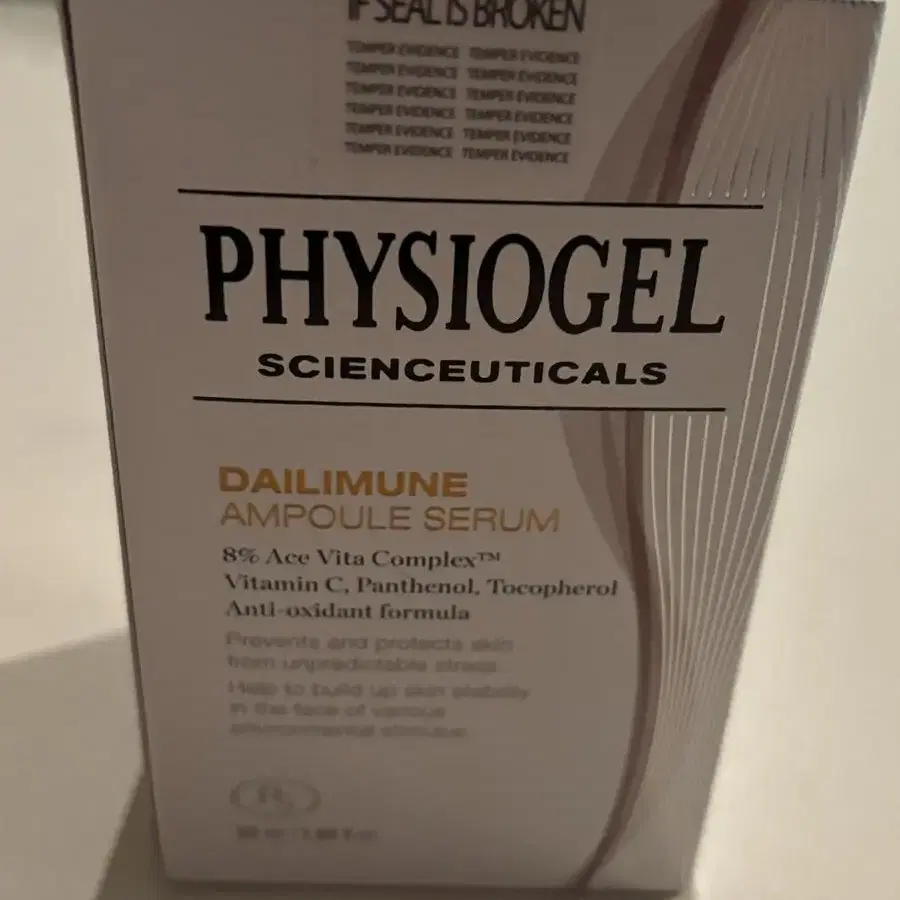 IF SEAL IS BROKEN
TEMPER EVIDENCE TEMPER EVIDENCE
TEMPER EVIDENCE TEMPER EVIDENCE
TEMPER EVIDENCE TEMPER EVIDENCE
TEMPER EVIDENCE TEMPER EVIDENCE
TEMPER EVIDENCE TEMPER EVIDENCE
TEMPER EVIDENCE TEMPER EVIDENCE
PHYSIOGEL
SCIENCEUTICALS
DAILIMUNE
AMPOULE SERUM
8% Ace Vita Complex™
Vitamin C, Panthenol, Tocopherol
Anti-oxidant formula
Prevents and protects skin
from unpredictable stress
Help to build up skin
in the face of various
environmental